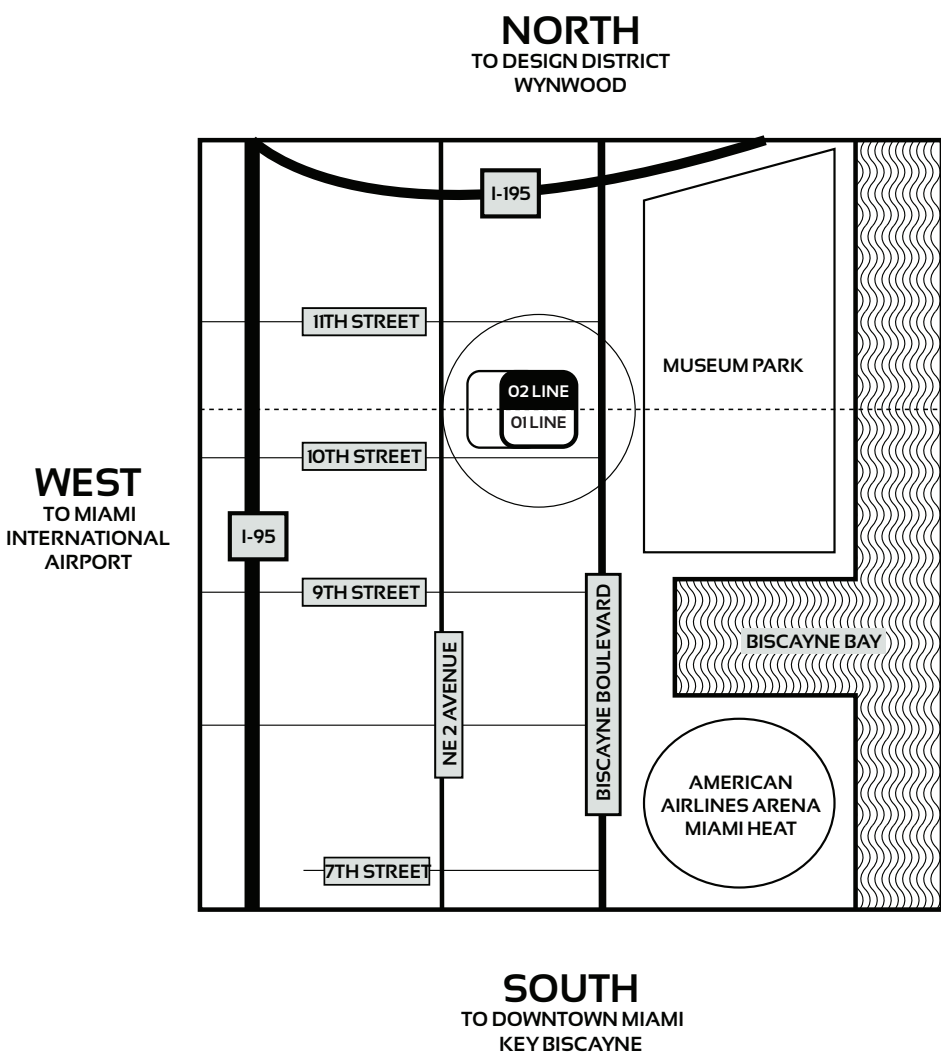 NORTH
TO DESIGN DISTRICT
WYNWOOD
I-195
11TH STREET
MUSEUM PARK
02 LINE
01 LINE
10TH STREET
WEST
TO MIAMI
INTERNATIONAL
AIRPORT
I-95
9TH STREET
BISCAYNE BOULEVARD
NE 2 AVENUE
BISCAYNE BAY
AMERICAN
AIRLINES ARENA
MIAMI HEAT
7TH STREET
SOUTH
TO DOWNTOWN MIAMI
KEY BISCAYNE